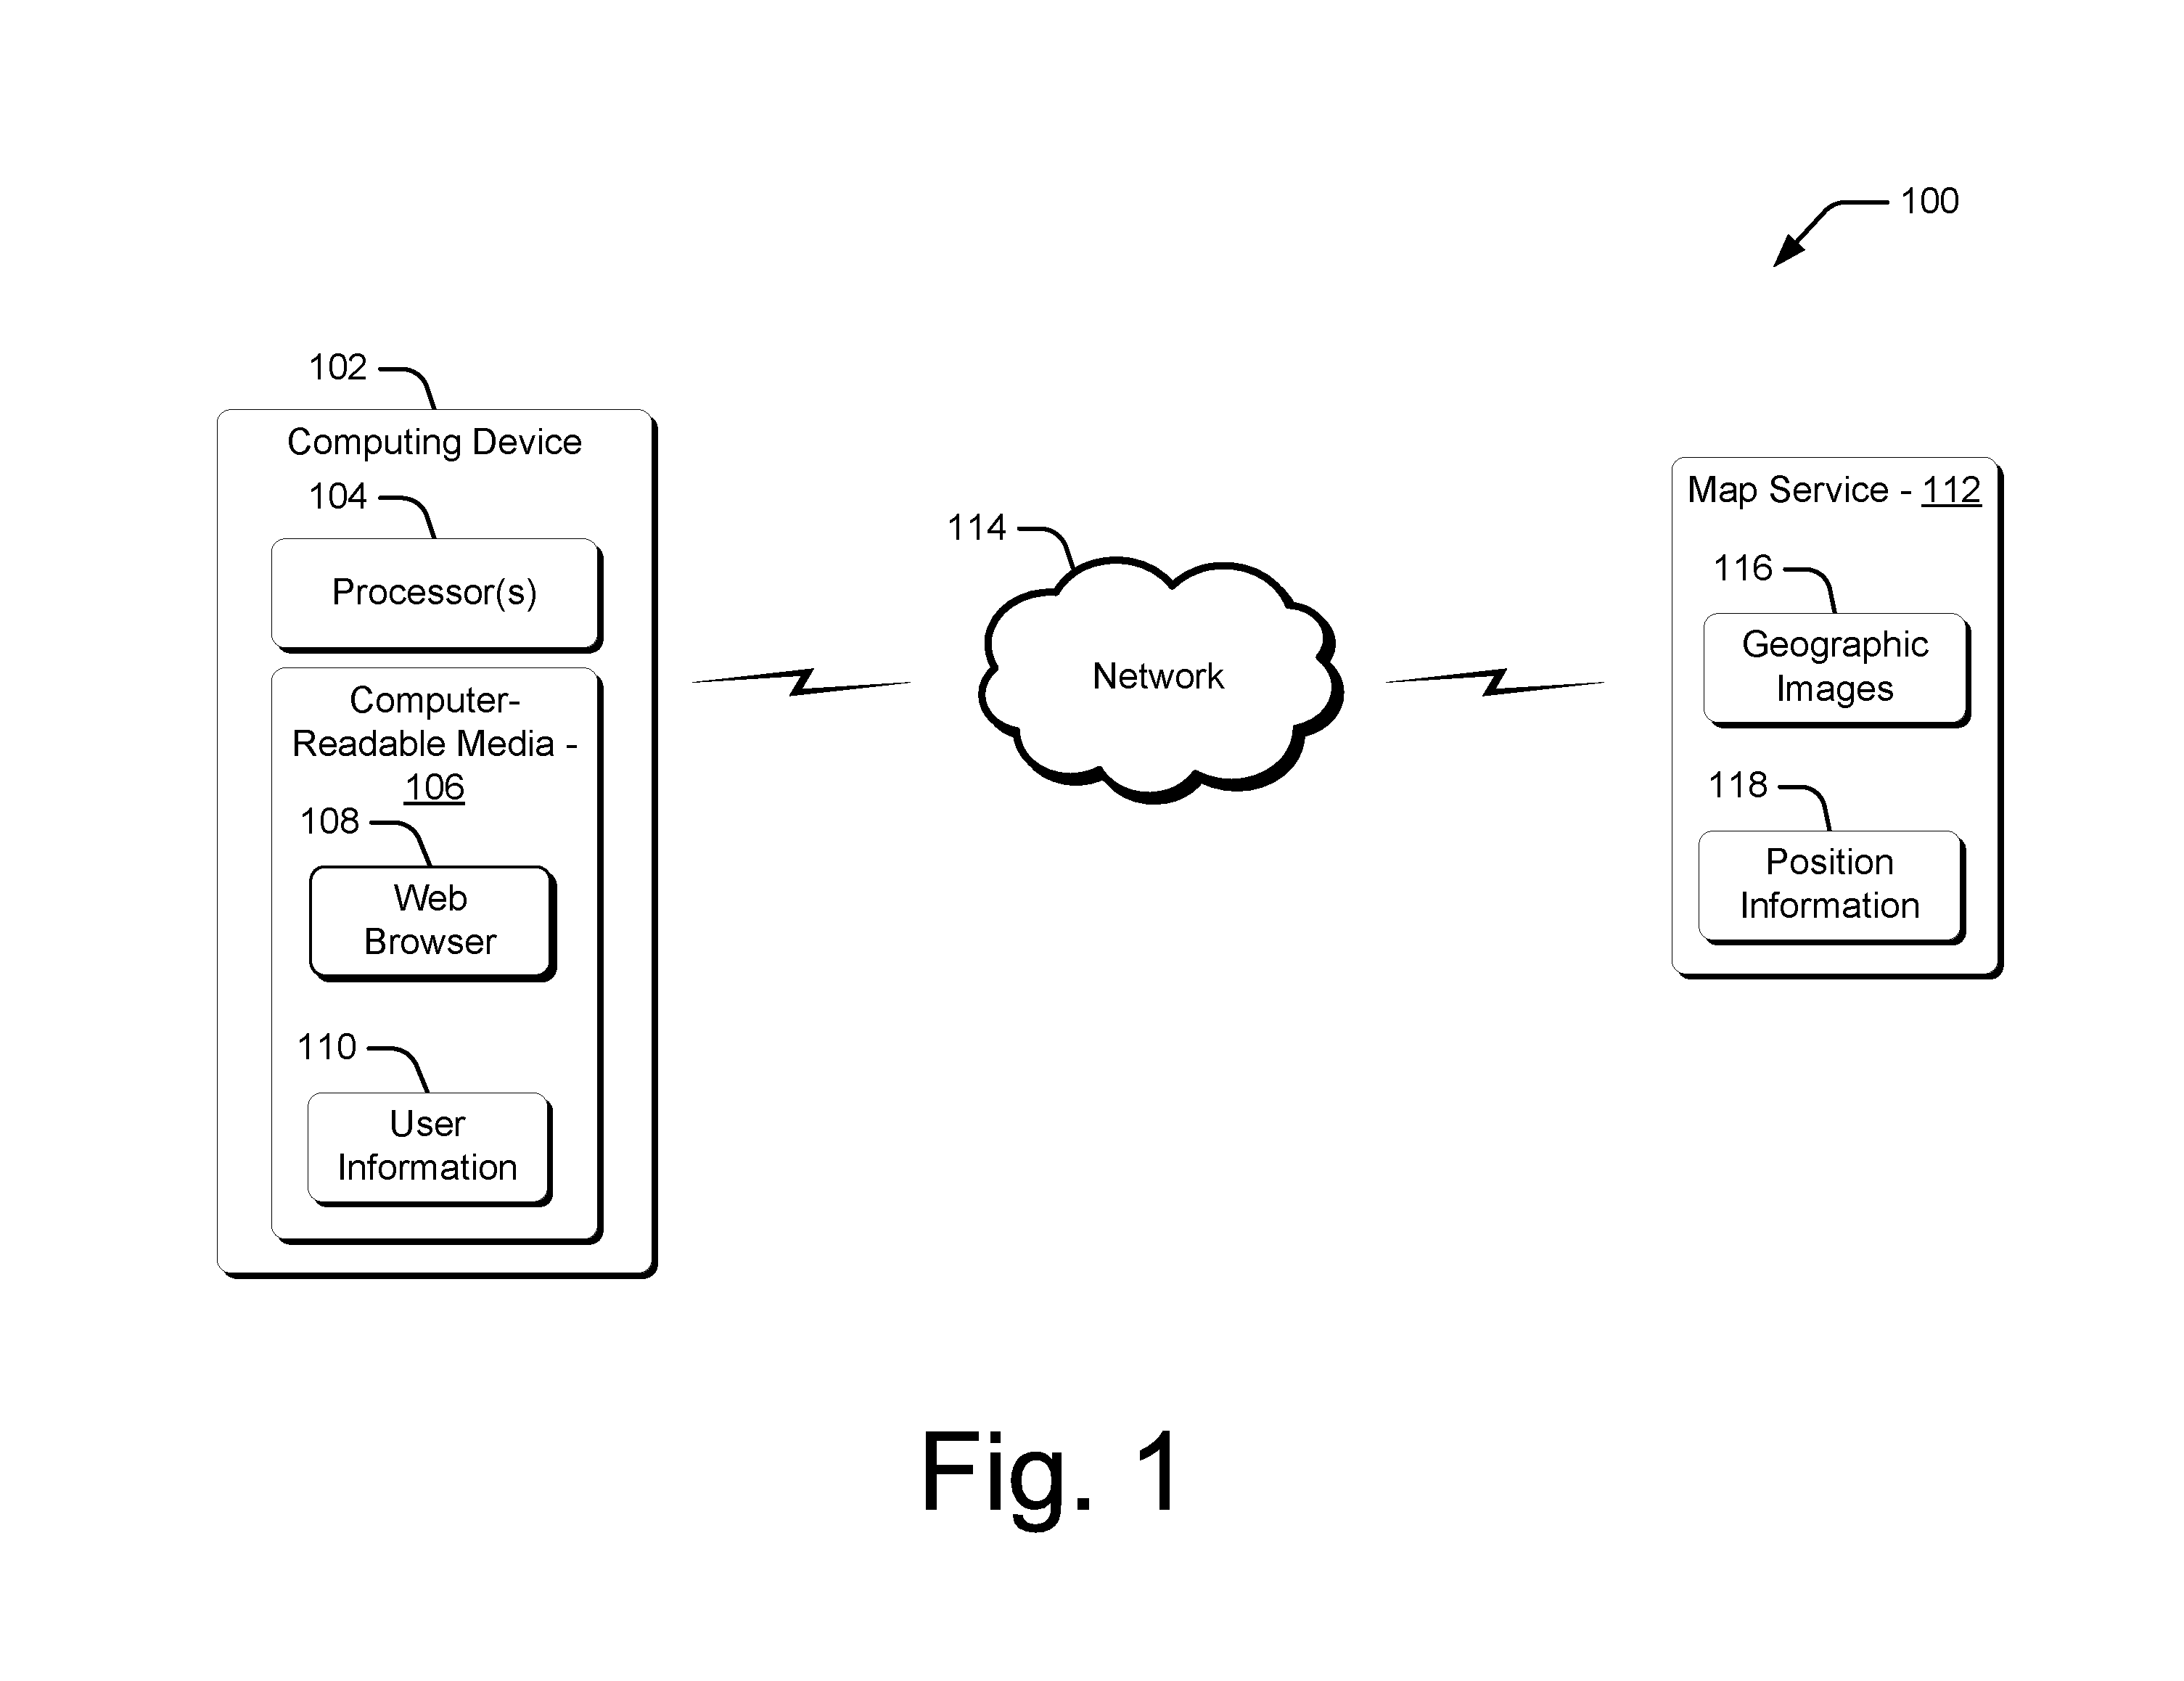 100
102
Computing Device
104
Processor(s)
Computer-
Readable Media -
106
108
Web
Browser
110
User
Information
114
Network
Map Service - 112
116
Geographic
Images
118
Position
Information
Fig. 1